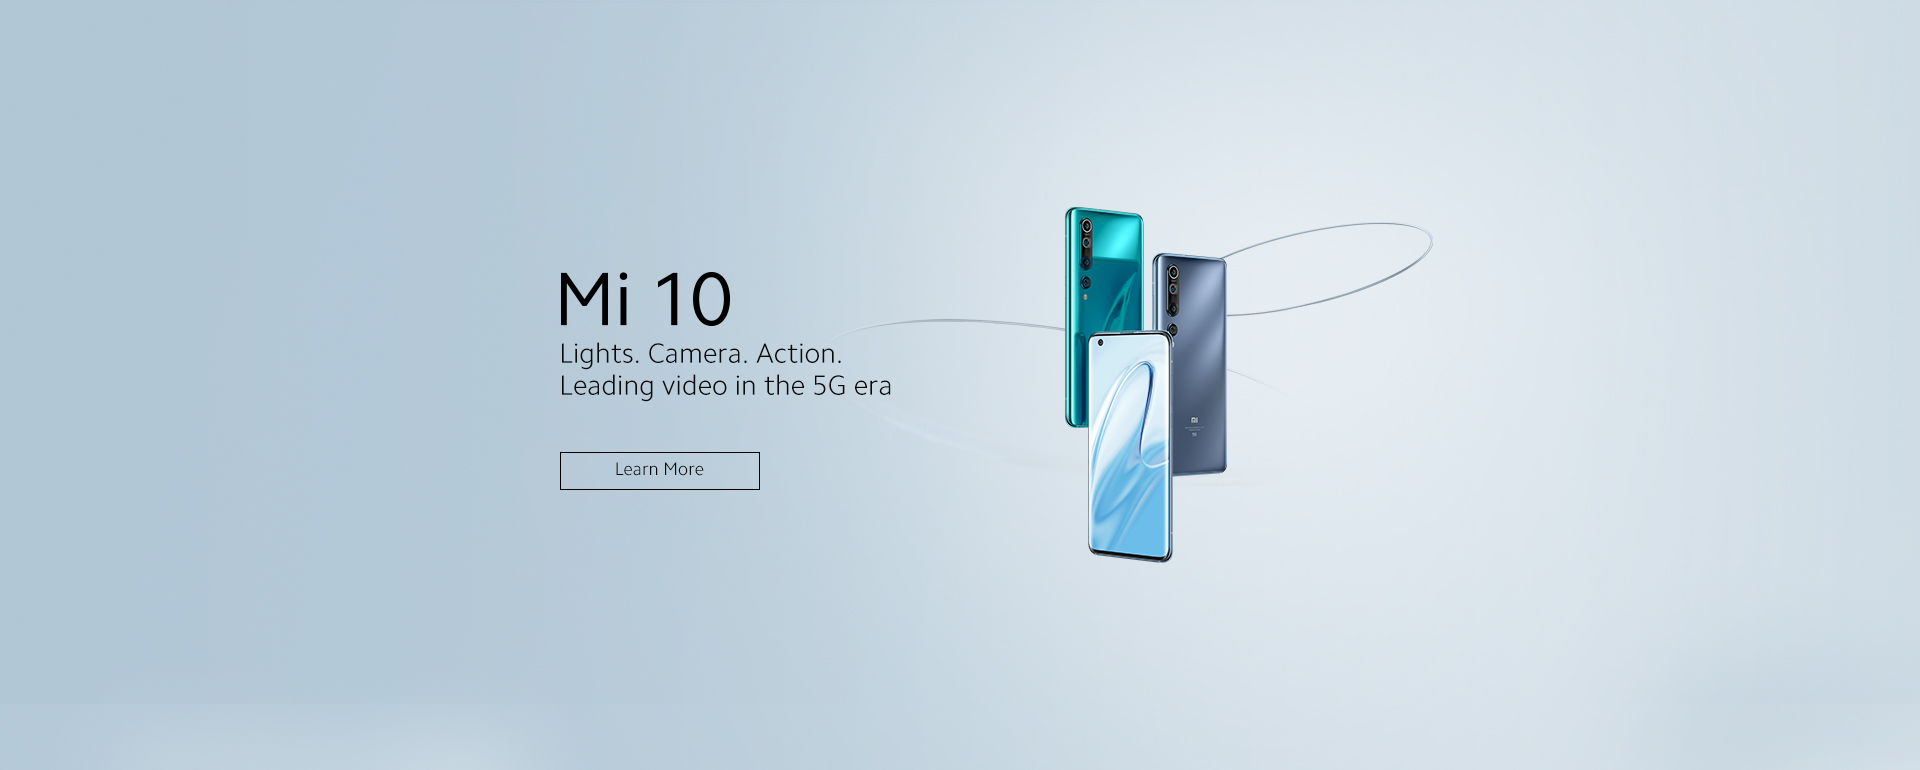 Mi 10
Lights. Camera. Action.
Leading video in the 5G era
Learn More